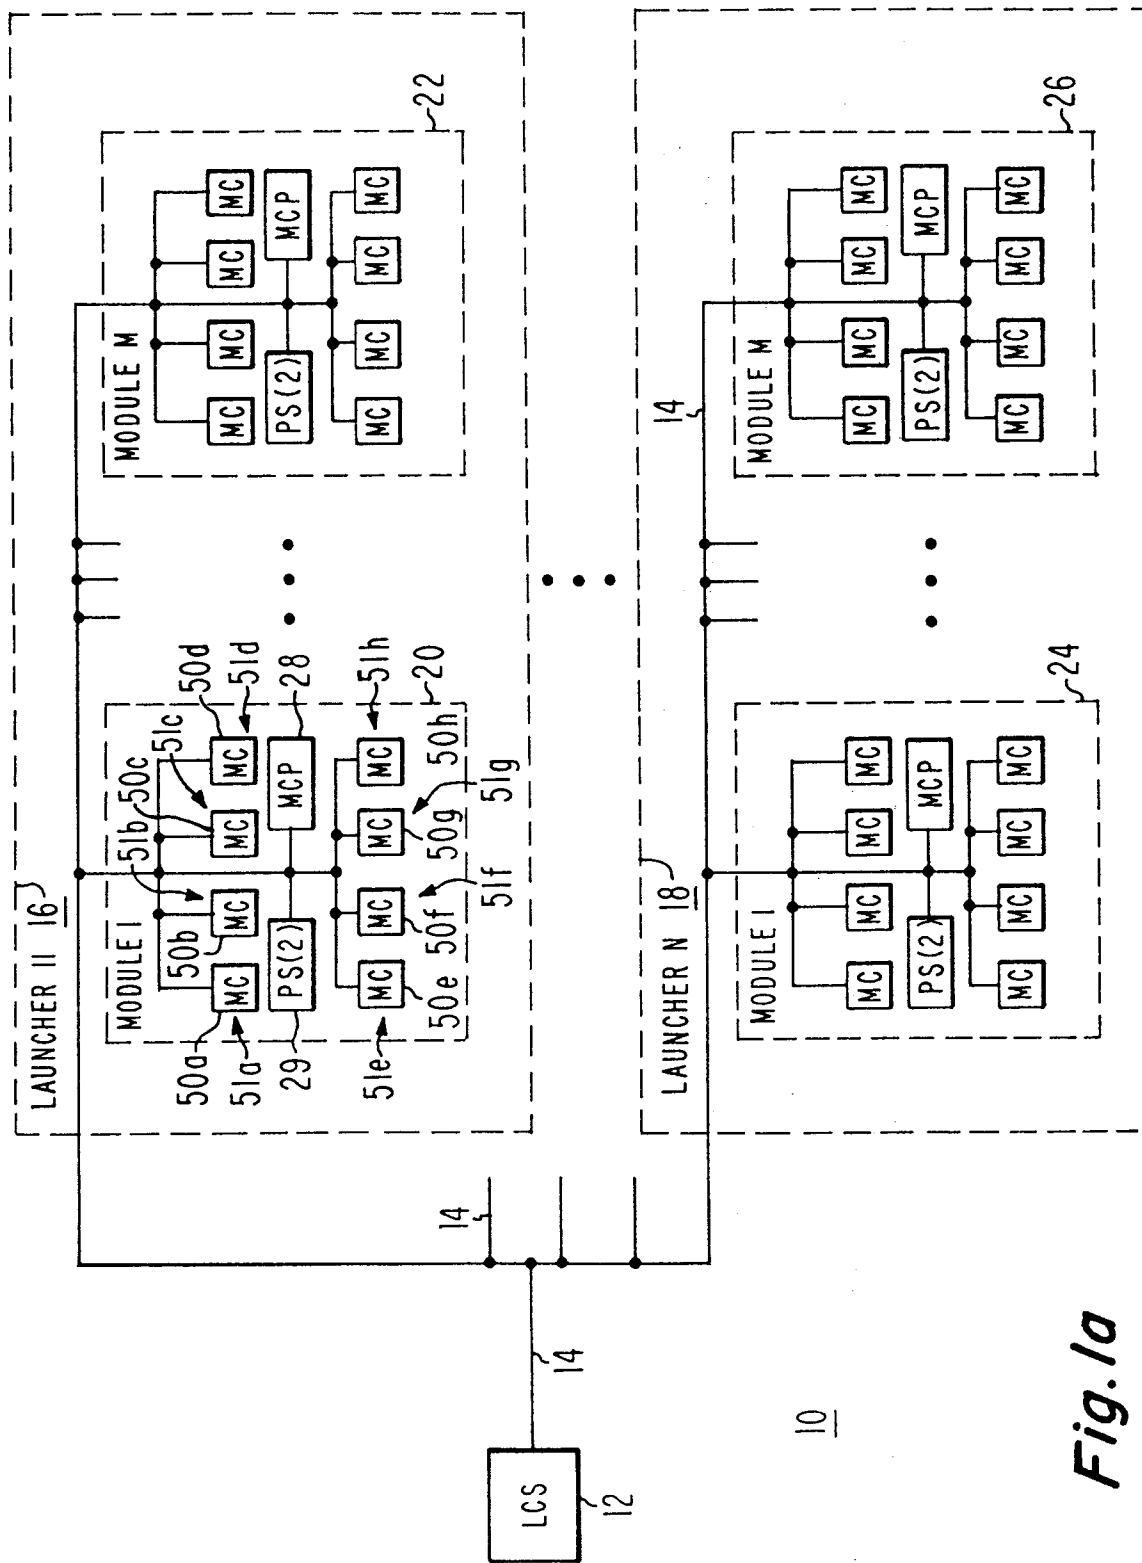 LAUNCHER II 16
MODULE I
50a 50b 51b 50c 51c 50d
MC MC MC MC
51a 51d
29 PS(2) MCP 28
MC MC MC MC
51e 51h
50e 50f 50g 50h
20
51f 51g
MODULE M
MC MC MC MC
PS(2) MCP
MC MC MC MC
22
14
LCS
12
14
LAUNCHER N 18
14
MODULE I
MC MC MC MC
PS(2) MCP
MC MC MC MC
24
MODULE M
MC MC MC MC
PS(2) MCP
MC MC MC MC
26
10
Fig. 1a